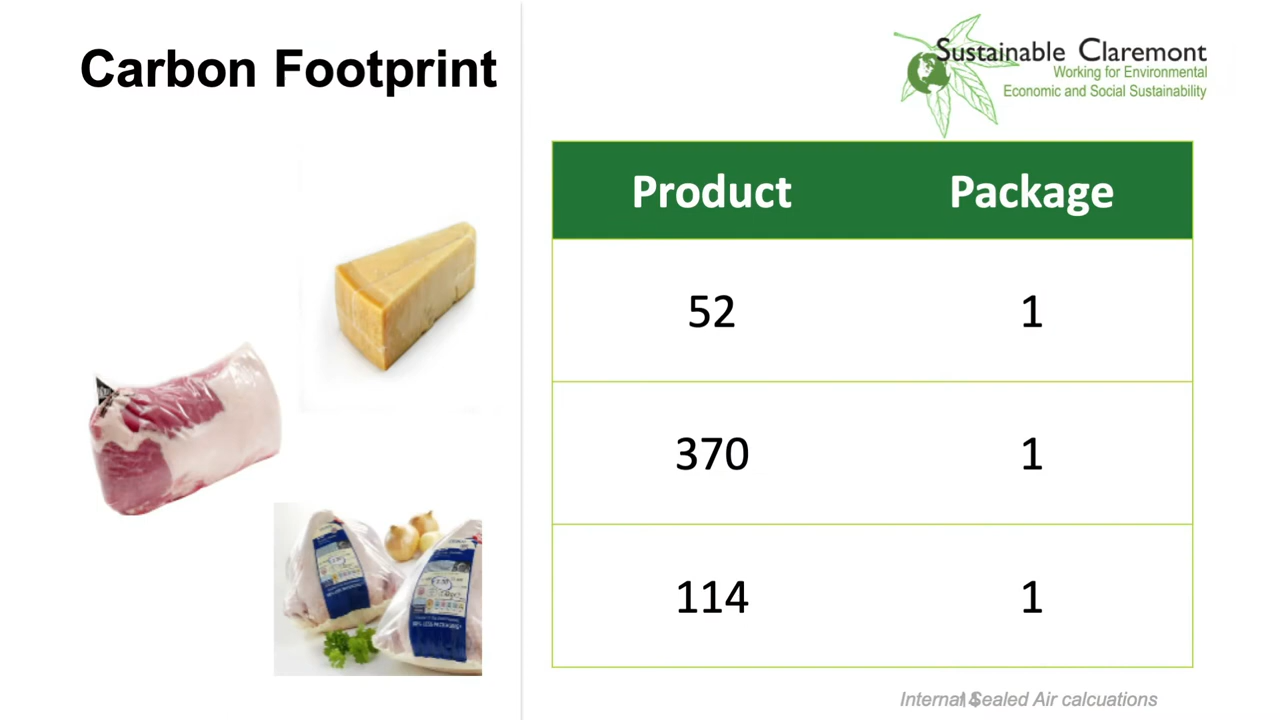 Carbon Footprint
Sustainable Claremont
Working for Environmental
Economic and Social Sustainability
Product Package
52 1
370 1
114 1
Internal Sealed Air calcuations